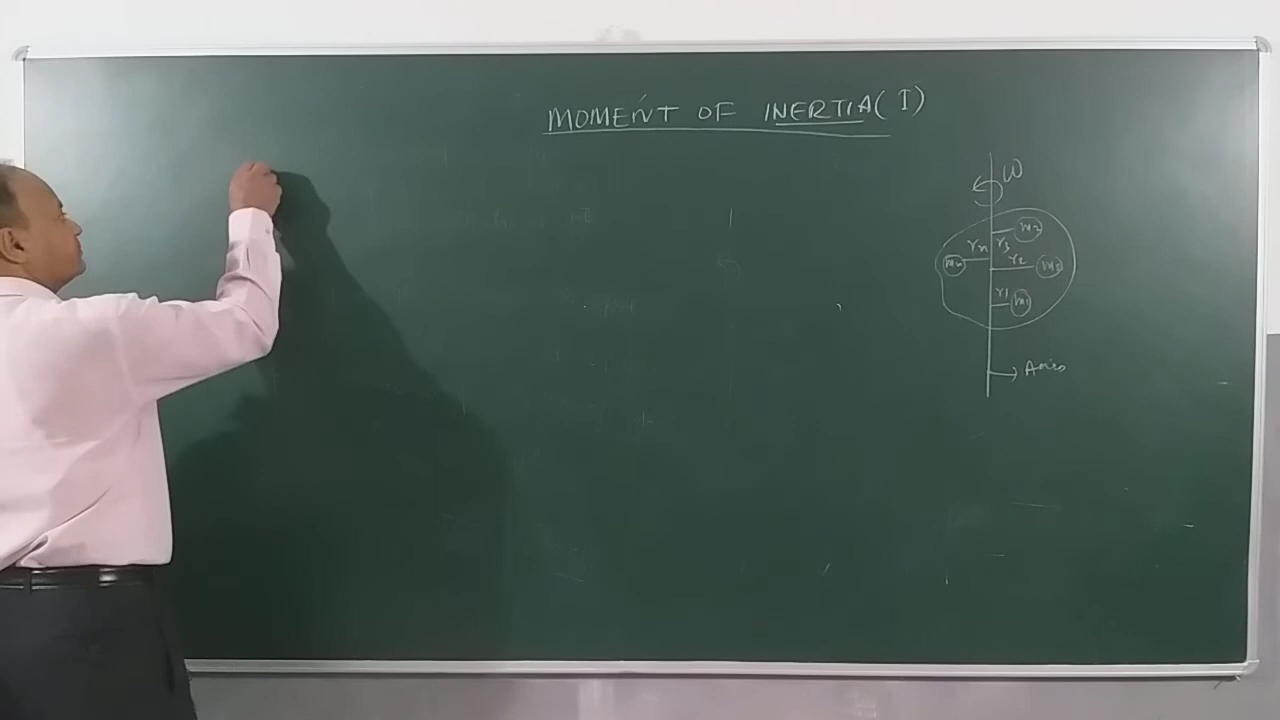 MOMENT OF INERTIA(I)
ω
m2
rn r3
mn r2 m3
r1 m1
Axis